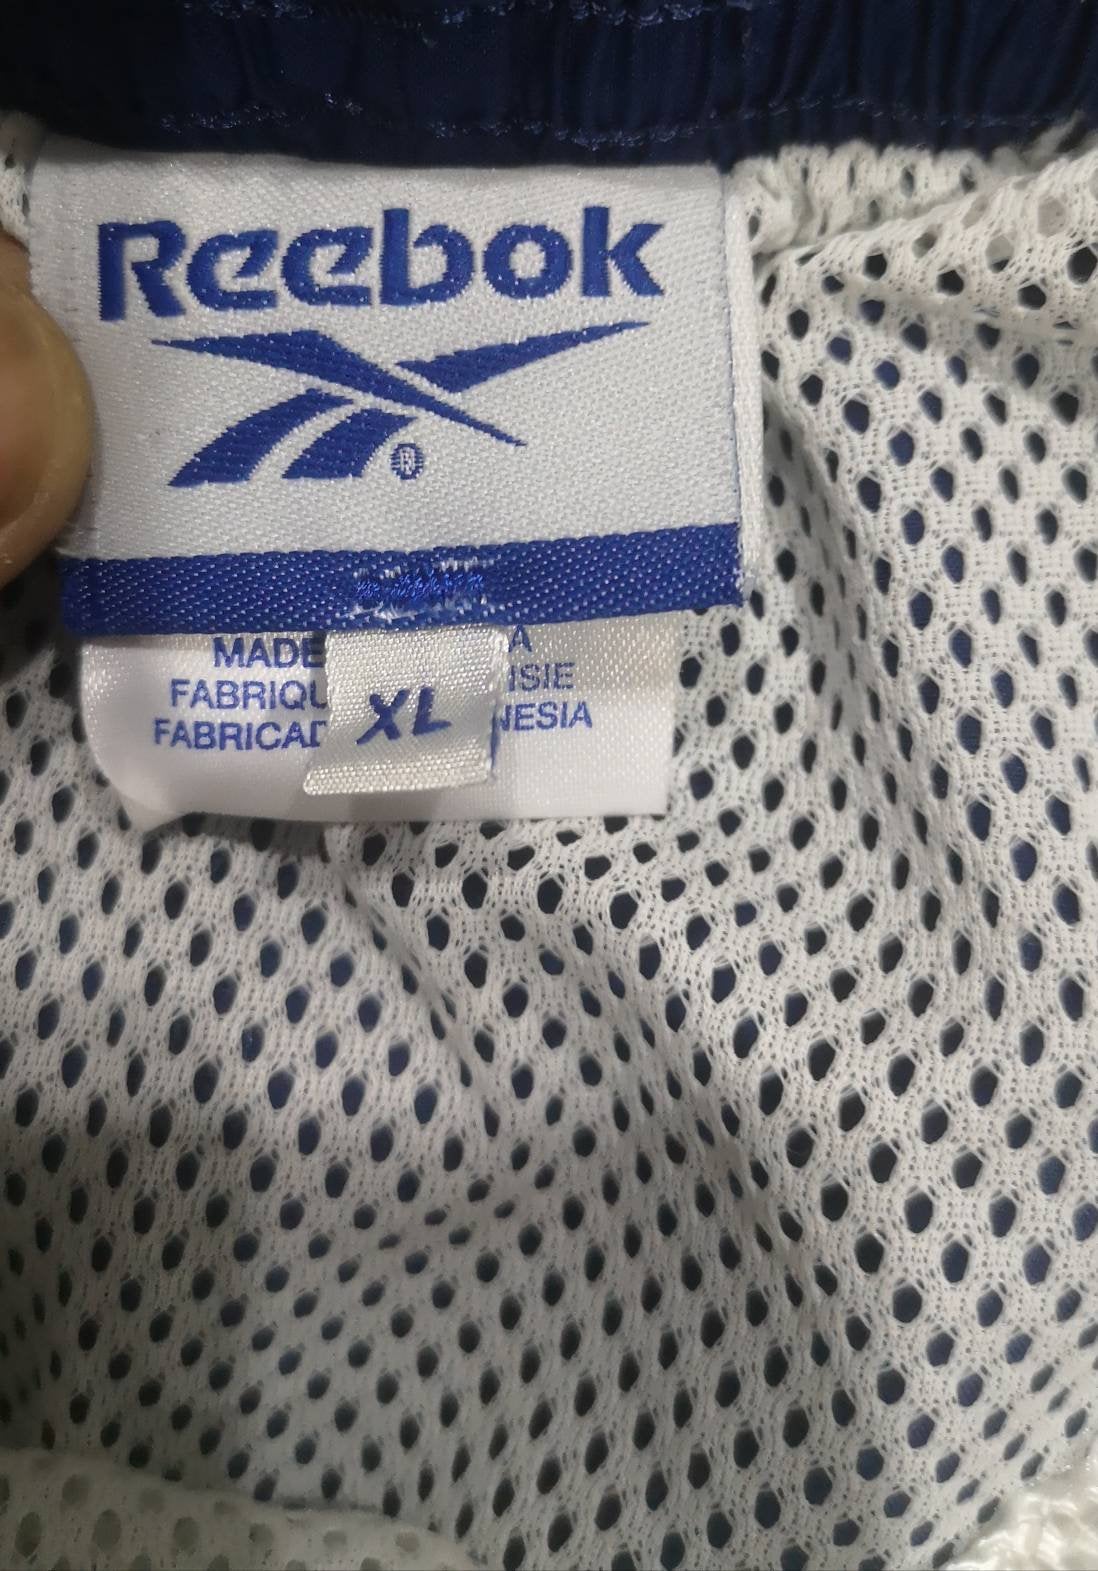 Reebok
®
MADE A
FABRIQU ISIE
FABRICAD NESIA
XL